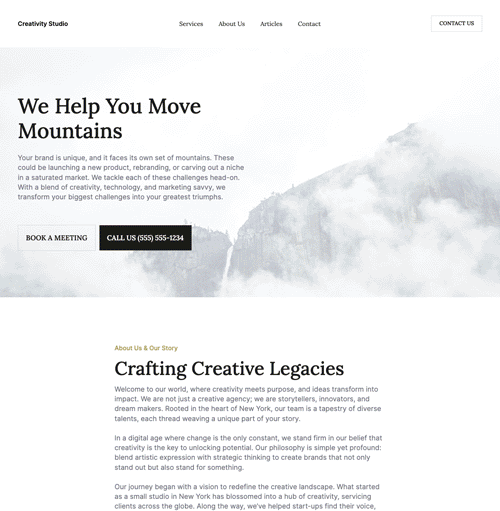 Creativity Studio
Services
About Us
Articles
Contact
CONTACT US
We Help You Move
Mountains
Your brand is unique, and it faces its own set of mountains. These
could be launching a new product, rebranding, or carving out a niche
in a saturated market. We tackle each of these challenges head-on.
With a blend of creativity, technology, and marketing savvy, we
transform your biggest challenges into your greatest triumphs.
BOOK A MEETING
CALL US (555) 555-1234
About Us & Our Story
Crafting Creative Legacies
Welcome to our world, where creativity meets purpose, and ideas transform into
impact. We are not just a creative agency; we are storytellers, innovators, and
dream makers. Rooted in the heart of New York, our team is a tapestry of diverse
talents, each thread weaving a unique part of your story.
In a digital age where change is the only constant, we stand firm in our belief that
creativity is the key to unlocking potential. Our philosophy is simple yet profound:
blend artistic expression with strategic thinking to create brands that not only
stand out but also stand for something.
Our journey began with a vision to redefine the creative landscape. What started
as a small studio in New York has blossomed into a hub of creativity, servicing
clients across the globe. Along the way, we've helped start-ups find their voice,